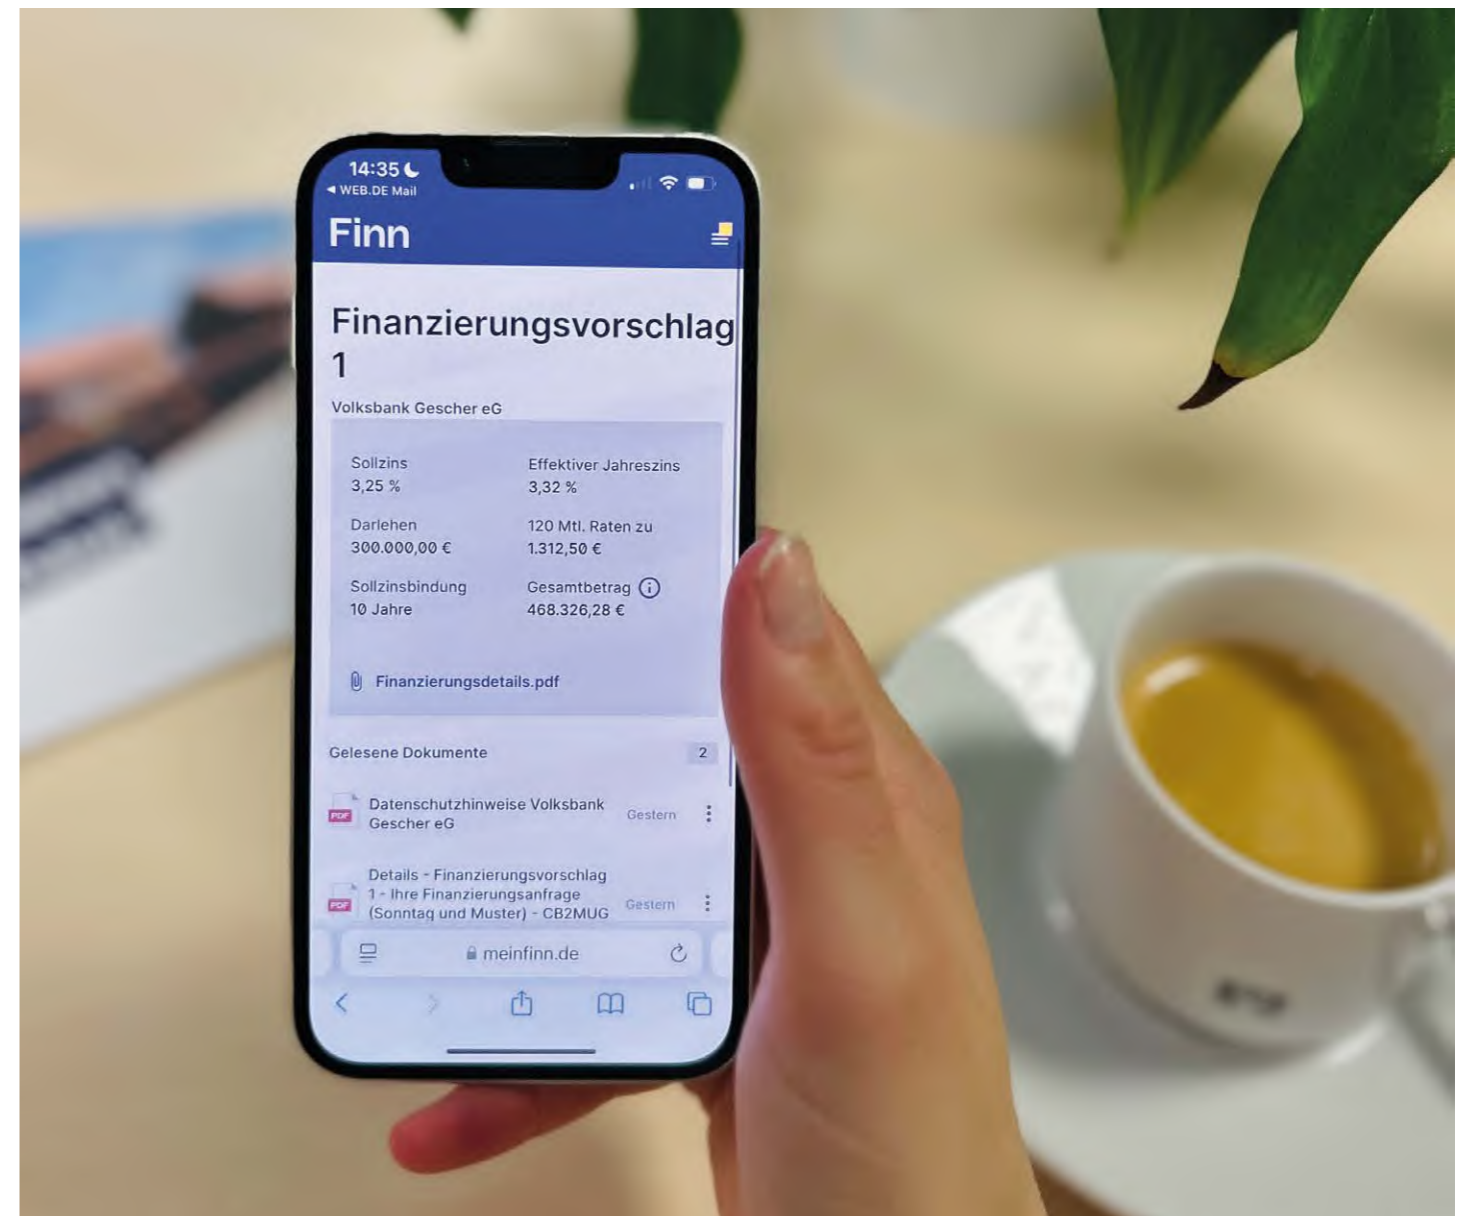 14:35
◀ WEB.DE Mail
Finn
Finanzierungsvorschlag
1
Volksbank Gescher eG
Sollzins
3,25 %
Effektiver Jahreszins
3,32 %
Darlehen
300.000,00 €
120 Mtl. Raten zu
1.312,50 €
Sollzinsbindung
10 Jahre
Gesamtbetrag
468.326,28 €
Finanzierungsdetails.pdf
Gelesene Dokumente
2
PDF
Datenschutzhinweise Volksbank
Gescher eG
Gestern
PDF
Details - Finanzierungsvorschlag
1 - Ihre Finanzierungsanfrage
(Sonntag und Muster) - CB2MUG
Gestern
meinfinn.de